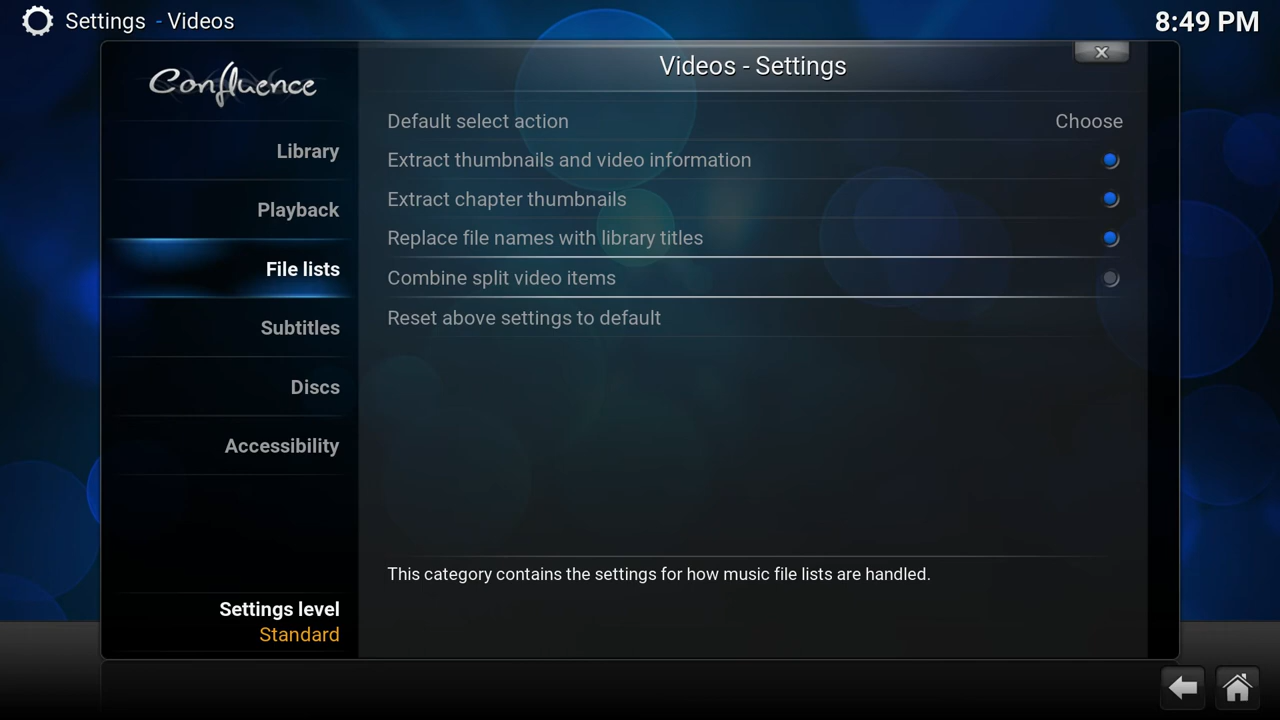 Settings - Videos
8:49 PM
Confluence
Videos - Settings
Library
Playback
File lists
Subtitles
Discs
Accessibility
Settings level
Standard
Default select action Choose
Extract thumbnails and video information
Extract chapter thumbnails
Replace file names with library titles
Combine split video items
Reset above settings to default
This category contains the settings for how music file lists are handled.